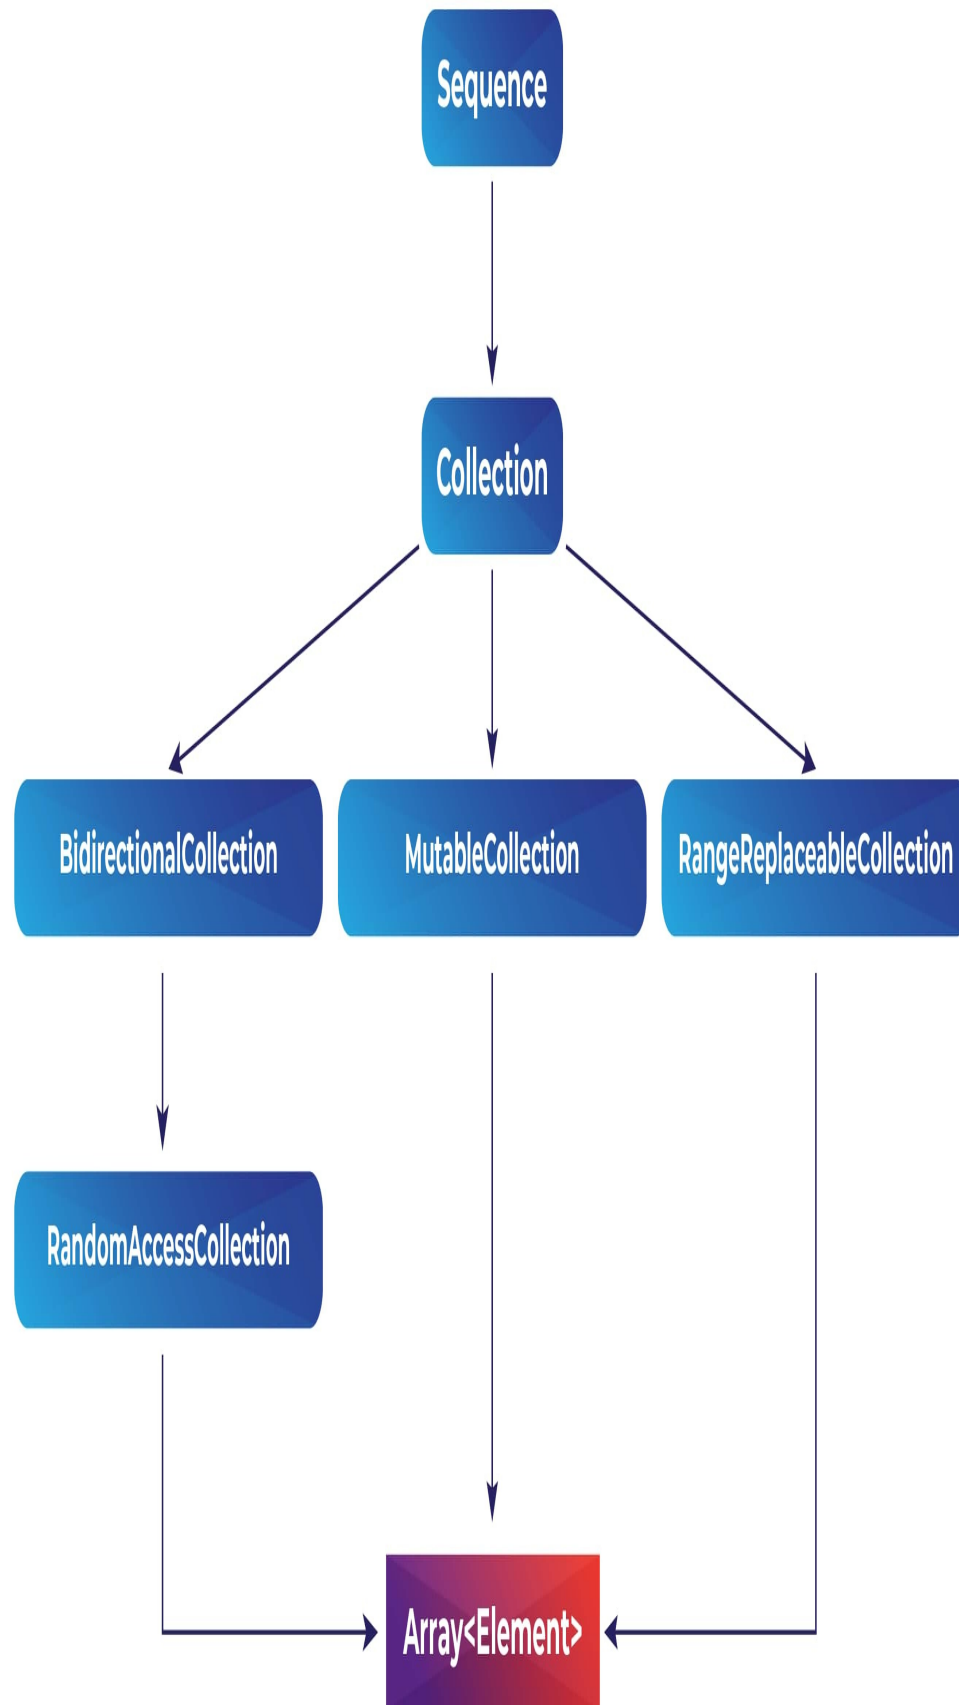 Sequence
Collection
BidirectionalCollection
MutableCollection
RangeReplaceableCollection
RandomAccessCollection
Array<Element>